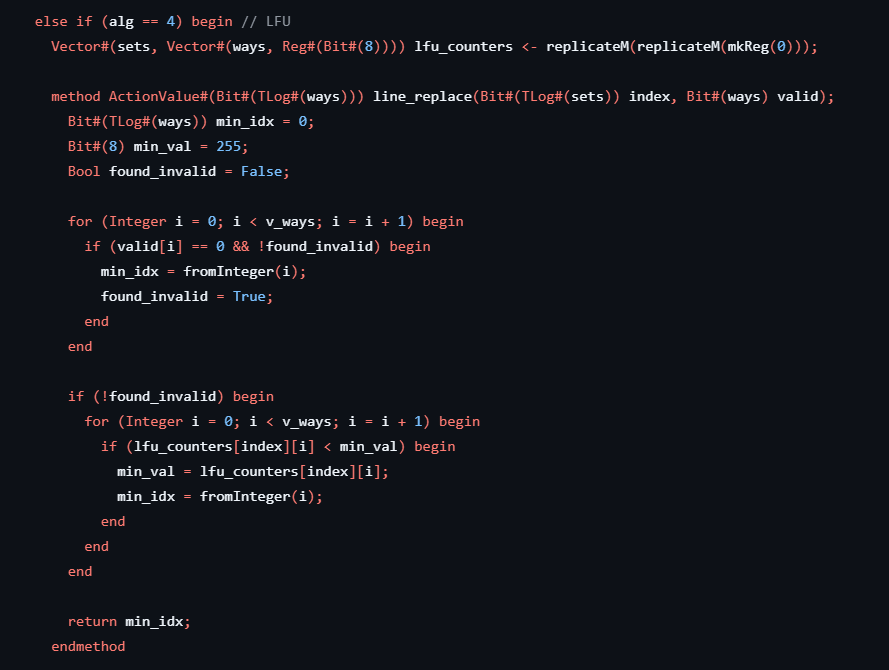 else if (alg == 4) begin // LFU
Vector#(sets, Vector#(ways, Reg#(Bit#(8)))) lfu_counters <- replicateM(replicateM(mkReg(0)));
method ActionValue#(Bit#(TLog#(ways))) line_replace(Bit#(TLog#(sets)) index, Bit#(ways) valid);
Bit#(TLog#(ways)) min_idx = 0;
Bit#(8) min_val = 255;
Bool found_invalid = False;
for (Integer i = 0; i < v_ways; i = i + 1) begin
if (valid[i] == 0 && !found_invalid) begin
min_idx = fromInteger(i);
found_invalid = True;
end
end
if (!found_invalid) begin
for (Integer i = 0; i < v_ways; i = i + 1) begin
if (lfu_counters[index][i] < min_val) begin
min_val = lfu_counters[index][i];
min_idx = fromInteger(i);
end
end
end
return min_idx;
endmethod